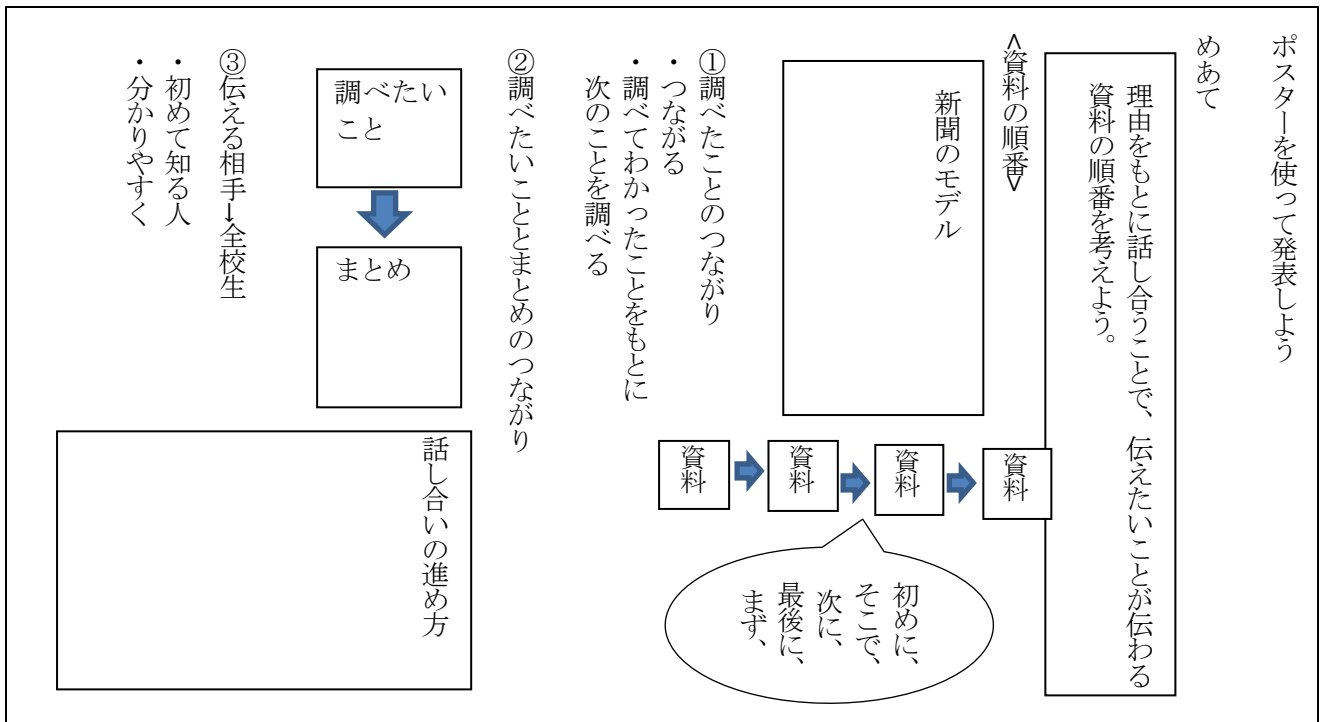 ポスターを使って発表しよう
めあて
理由をもとに話し合うことで、伝えたいことが伝わる
資料の順番を考えよう。
<資料の順番>
新聞のモデル
資料
資料
資料
資料
初めに、
そこで、
次に、
最後に、
まず、
①調べたことのつながり
・つながる
・調べてわかったことをもとに
次のことを調べる
②調べたいこととまとめのつながり
調べたい
こと
まとめ
③伝える相手→全校生
・初めて知る人
・分かりやすく
話し合いの進め方